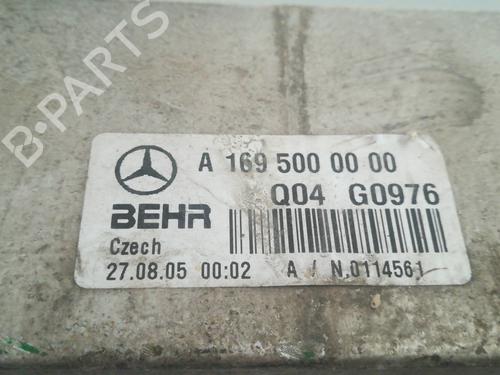 B-PARTS
A 169 500 00 00
BEHR
Q04 G0976
Czech
27.08.05 00:02
A / N.0114561